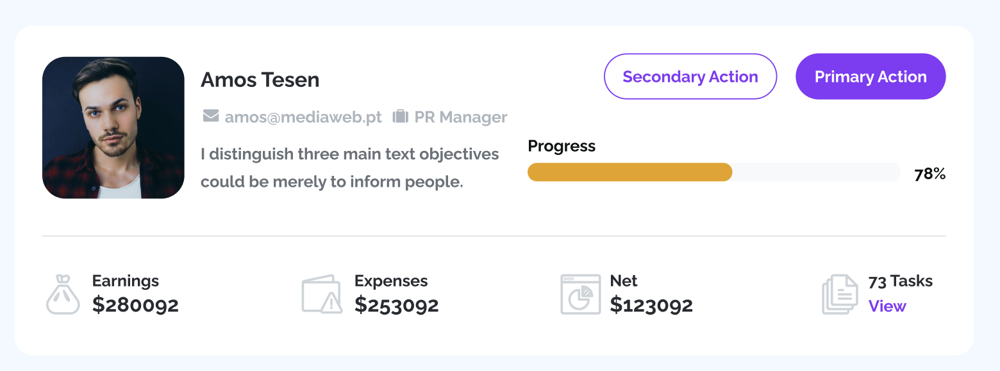 Amos Tesen
Secondary Action
Primary Action
amos@mediaweb.pt PR Manager
I distinguish three main text objectives
could be merely to inform people.
Progress
78%
Earnings
$280092
Expenses
$253092
Net
$123092
73 Tasks
View